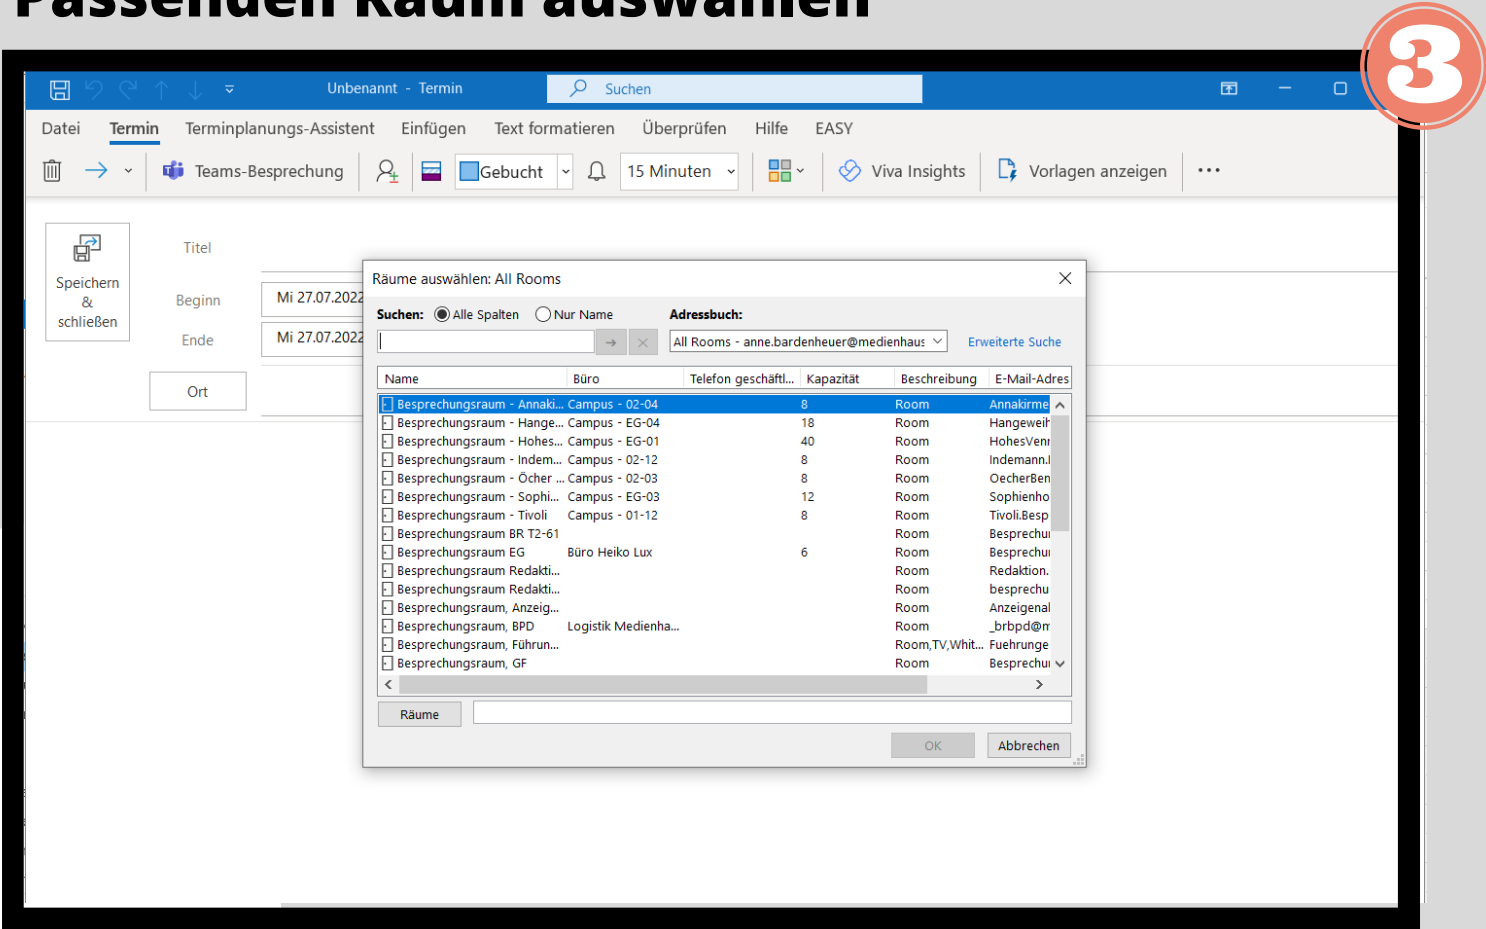 Passenden Raum auswählen
3
Unbenannt - Termin
Suchen
Datei Termin Terminplanungs-Assistent Einfügen Text formatieren Überprüfen Hilfe EASY
Teams-Besprechung Gebucht 15 Minuten Viva Insights Vorlagen anzeigen ...
Speichern
&
schließen
Titel
Beginn Mi 27.07.2022
Ende Mi 27.07.2022
Ort
Räume auswählen: All Rooms
Suchen: Alle Spalten Nur Name Adressbuch:
All Rooms - anne.bardenheuer@medienhaus Erweiterte Suche
Name Büro Telefon geschäftl... Kapazität Beschreibung E-Mail-Adres
Besprechungsraum - Annaki... Campus - 02-04 8 Room Annakirme
Besprechungsraum - Hange... Campus - EG-04 18 Room Hangeweih
Besprechungsraum - Hohes... Campus - EG-01 40 Room HohesVenn
Besprechungsraum - Indem... Campus - 02-12 8 Room Indemann.
Besprechungsraum - Öcher ... Campus - 02-03 8 Room OecherBen
Besprechungsraum - Sophi... Campus - EG-03 12 Room Sophienho
Besprechungsraum - Tivoli Campus - 01-12 8 Room Tivoli.Besp
Besprechungsraum BR T2-61 Room Besprechu
Besprechungsraum EG Büro Heiko Lux 6 Room Besprechu
Besprechungsraum Redakti... Room Redaktion.
Besprechungsraum Redakti... Room besprechu
Besprechungsraum, Anzeig... Room Anzeigenal
Besprechungsraum, BPD Logistik Medienha... Room _brbpd@m
Besprechungsraum, Führun... Room,TV,Whit... Fuehrunge
Besprechungsraum, GF Room Besprechu
Räume
OK Abbrechen